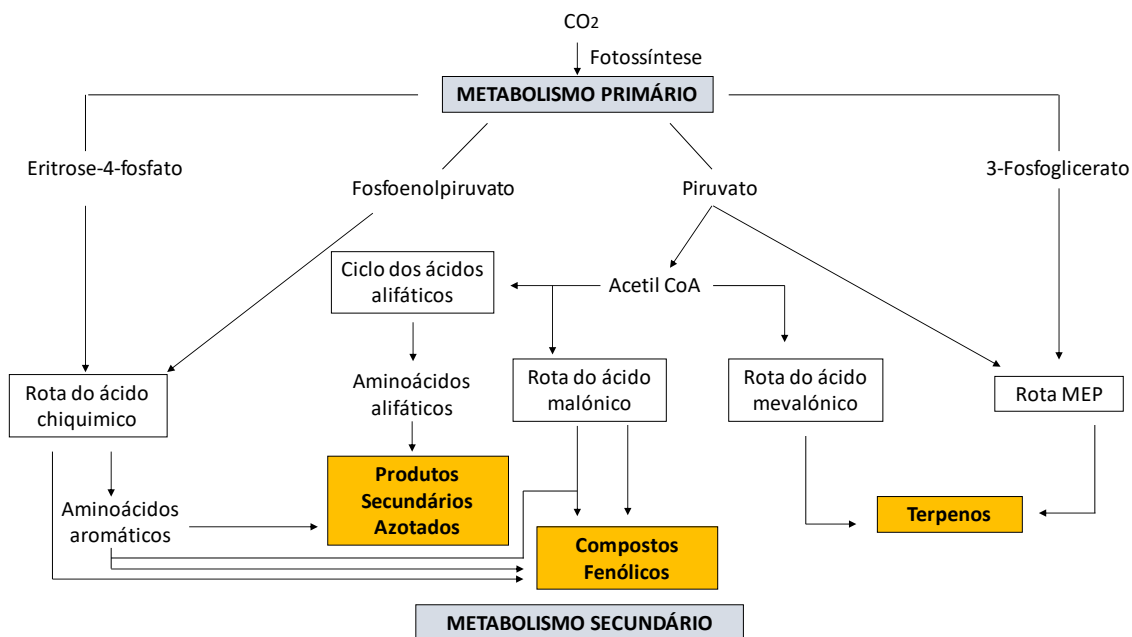 CO2
Fotossíntese
METABOLISMO PRIMÁRIO
Eritrose-4-fosfato
Fosfoenolpiruvato
Piruvato
3-Fosfoglicerato
Ciclo dos ácidos
alifáticos
Acetil CoA
Rota do ácido
chiquimico
Aminoácidos
alifáticos
Rota do ácido
malónico
Rota do ácido
mevalónico
Rota MEP
Produtos
Secundários
Azotados
Aminoácidos
aromáticos
Terpenos
Compostos
Fenólicos
METABOLISMO SECUNDÁRIO